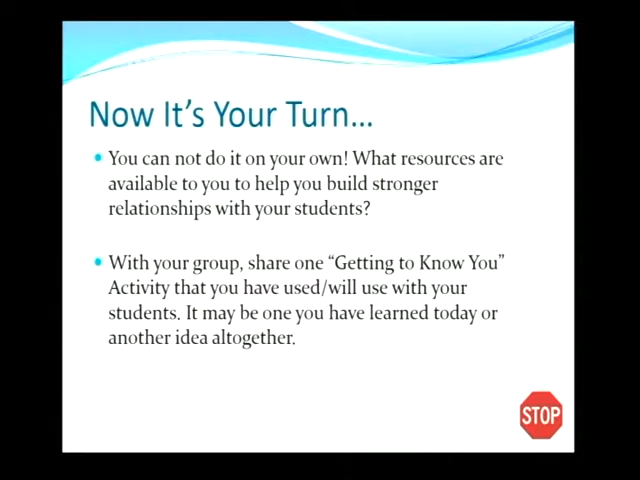 Now It's Your Turn...
You can not do it on your own! What resources are
available to you to help you build stronger
relationships with your students?
With your group, share one “Getting to Know You”
Activity that you have used/will use with your
students. It may be one you have learned today or
another idea altogether.
STOP